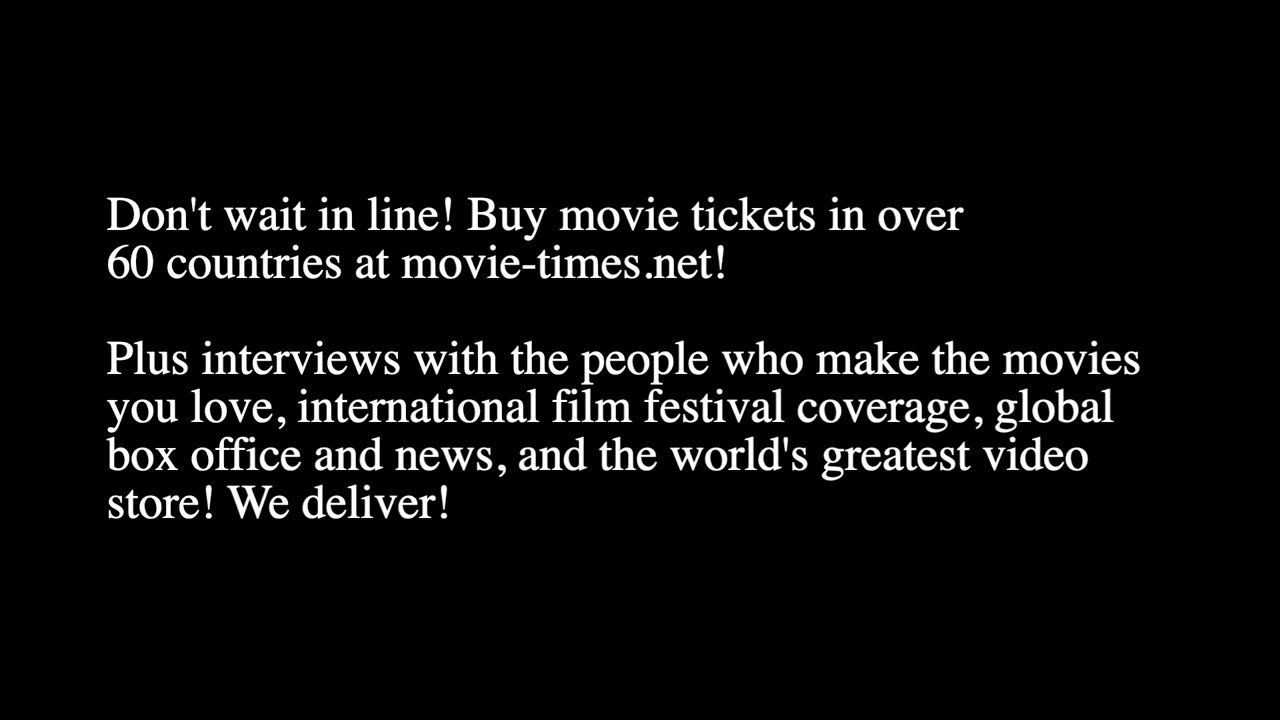 Don't wait in line! Buy movie tickets in over
60 countries at movie-times.net!
Plus interviews with the people who make the movies
you love, international film festival coverage, global
box office and news, and the world's greatest video
store! We deliver!